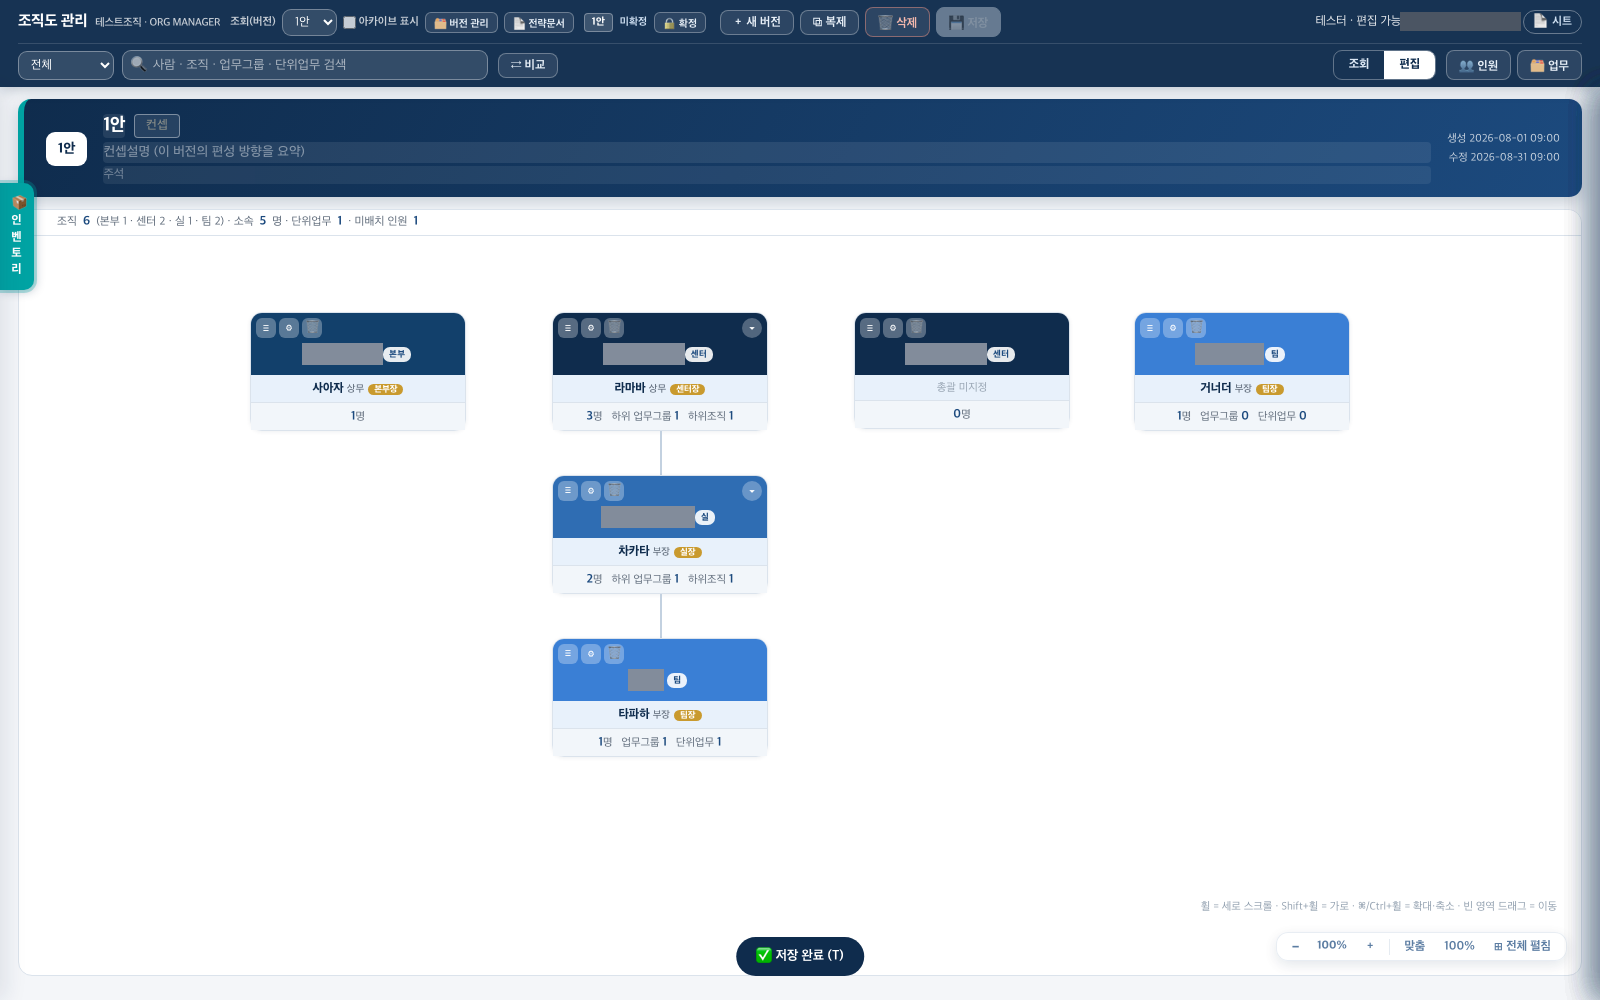 조직도 관리 테스트조직 · ORG MANAGER 조회(버전) 1안 아카이브 표시 버전 관리 전략문서 1안 미확정 확정 + 새 버전 복제 삭제 저장 테스터 · 편집 가능 시트
전체 사람 · 조직 · 업무그룹 · 단위업무 검색 비교 조회 편집 인원 업무
1안 1안 컨셉
컨셉설명 (이 버전의 편성 방향을 요약)
주석
생성 2026-08-01 09:00
수정 2026-08-31 09:00
인벤토리
조직 6 (본부 1 · 센터 2 · 실 1 · 팀 2) · 소속 5 명 · 단위업무 1 · 미배치 인원 1
본부
사아자 상무 본부장
1명
센터
라마바 상무 센터장
3명 하위 업무그룹 1 하위조직 1
센터
총괄 미지정
0명
팀
거너더 부장 팀장
1명 업무그룹 0 단위업무 0
실
차카타 부장 실장
2명 하위 업무그룹 1 하위조직 1
팀
타파하 부장 팀장
1명 업무그룹 1 단위업무 1
휠 = 세로 스크롤 · Shift+휠 = 가로 · ⌘/Ctrl+휠 = 확대·축소 · 빈 영역 드래그 = 이동
✅ 저장 완료 (T)
− 100% + 맞춤 100% ⊞ 전체 펼침